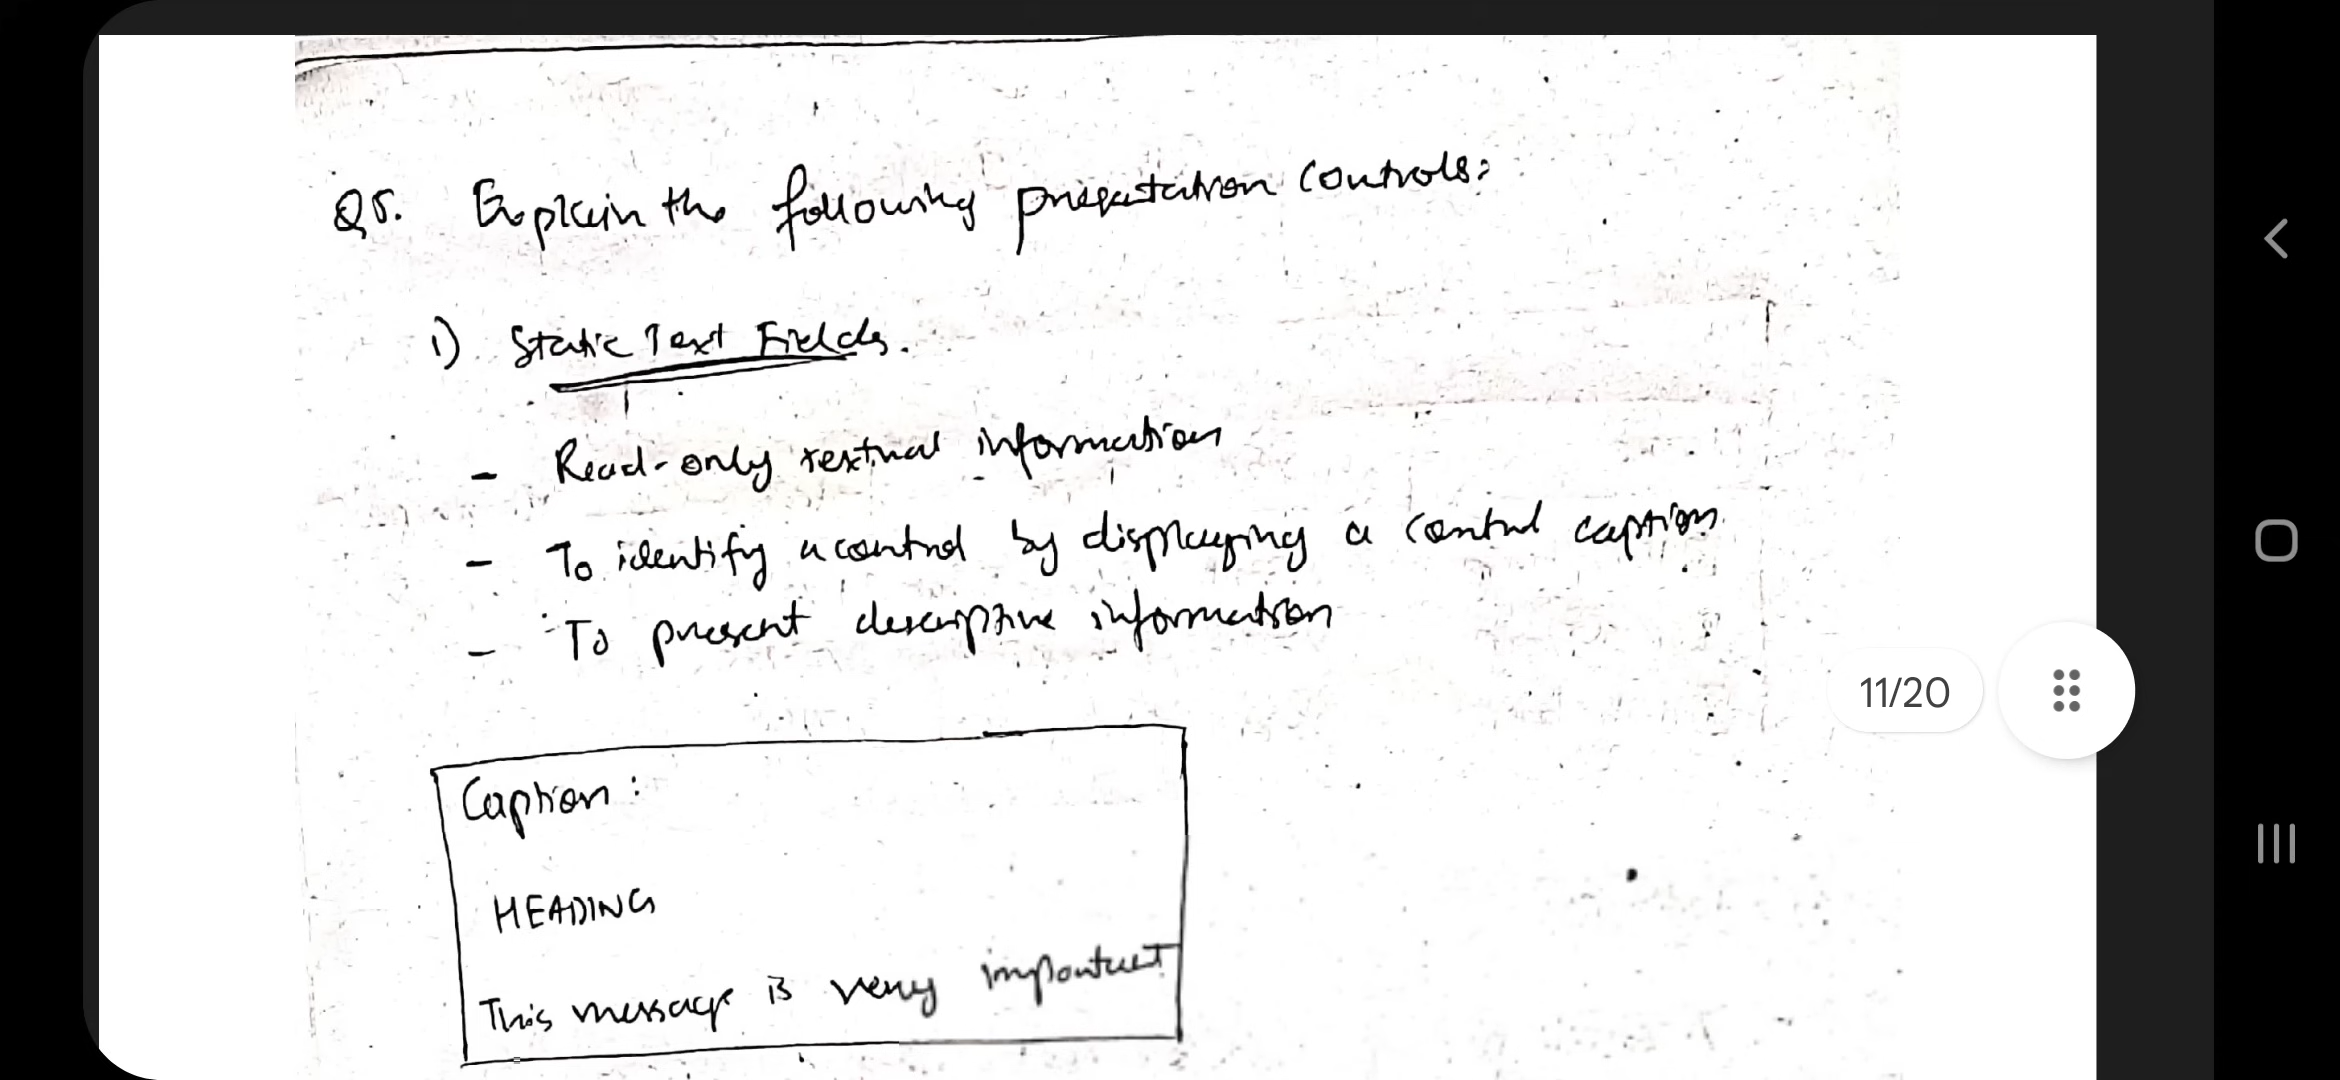 Q5. Explain the following presentation controls:
1) Static Text Fields.
- Read-only textual information
- To identify a control by displaying a control caption
- To present descriptive information
11/20
Caption:
HEADING
This message is very important